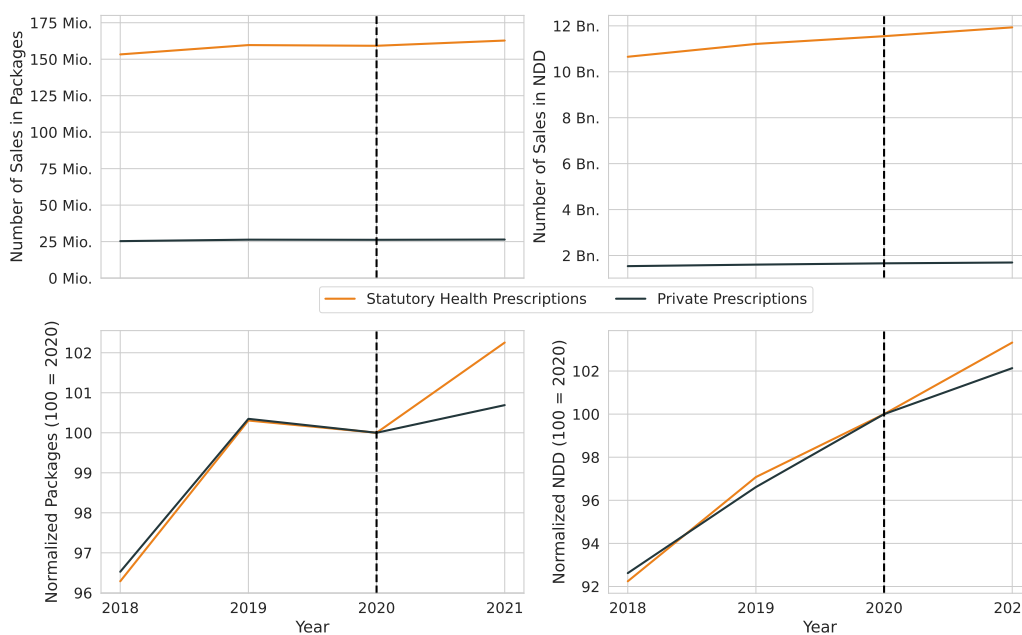 Number of Sales in Packages
175 Mio.
150 Mio.
125 Mio.
100 Mio.
75 Mio.
50 Mio.
25 Mio.
0 Mio.
Number of Sales in NDD
12 Bn.
10 Bn.
8 Bn.
6 Bn.
4 Bn.
2 Bn.
Statutory Health Prescriptions
Private Prescriptions
Normalized Packages (100 = 2020)
102
101
100
99
98
97
96
2018 2019 2020 2021
Year
Normalized NDD (100 = 2020)
102
100
98
96
94
92
2018 2019 2020 202
Year